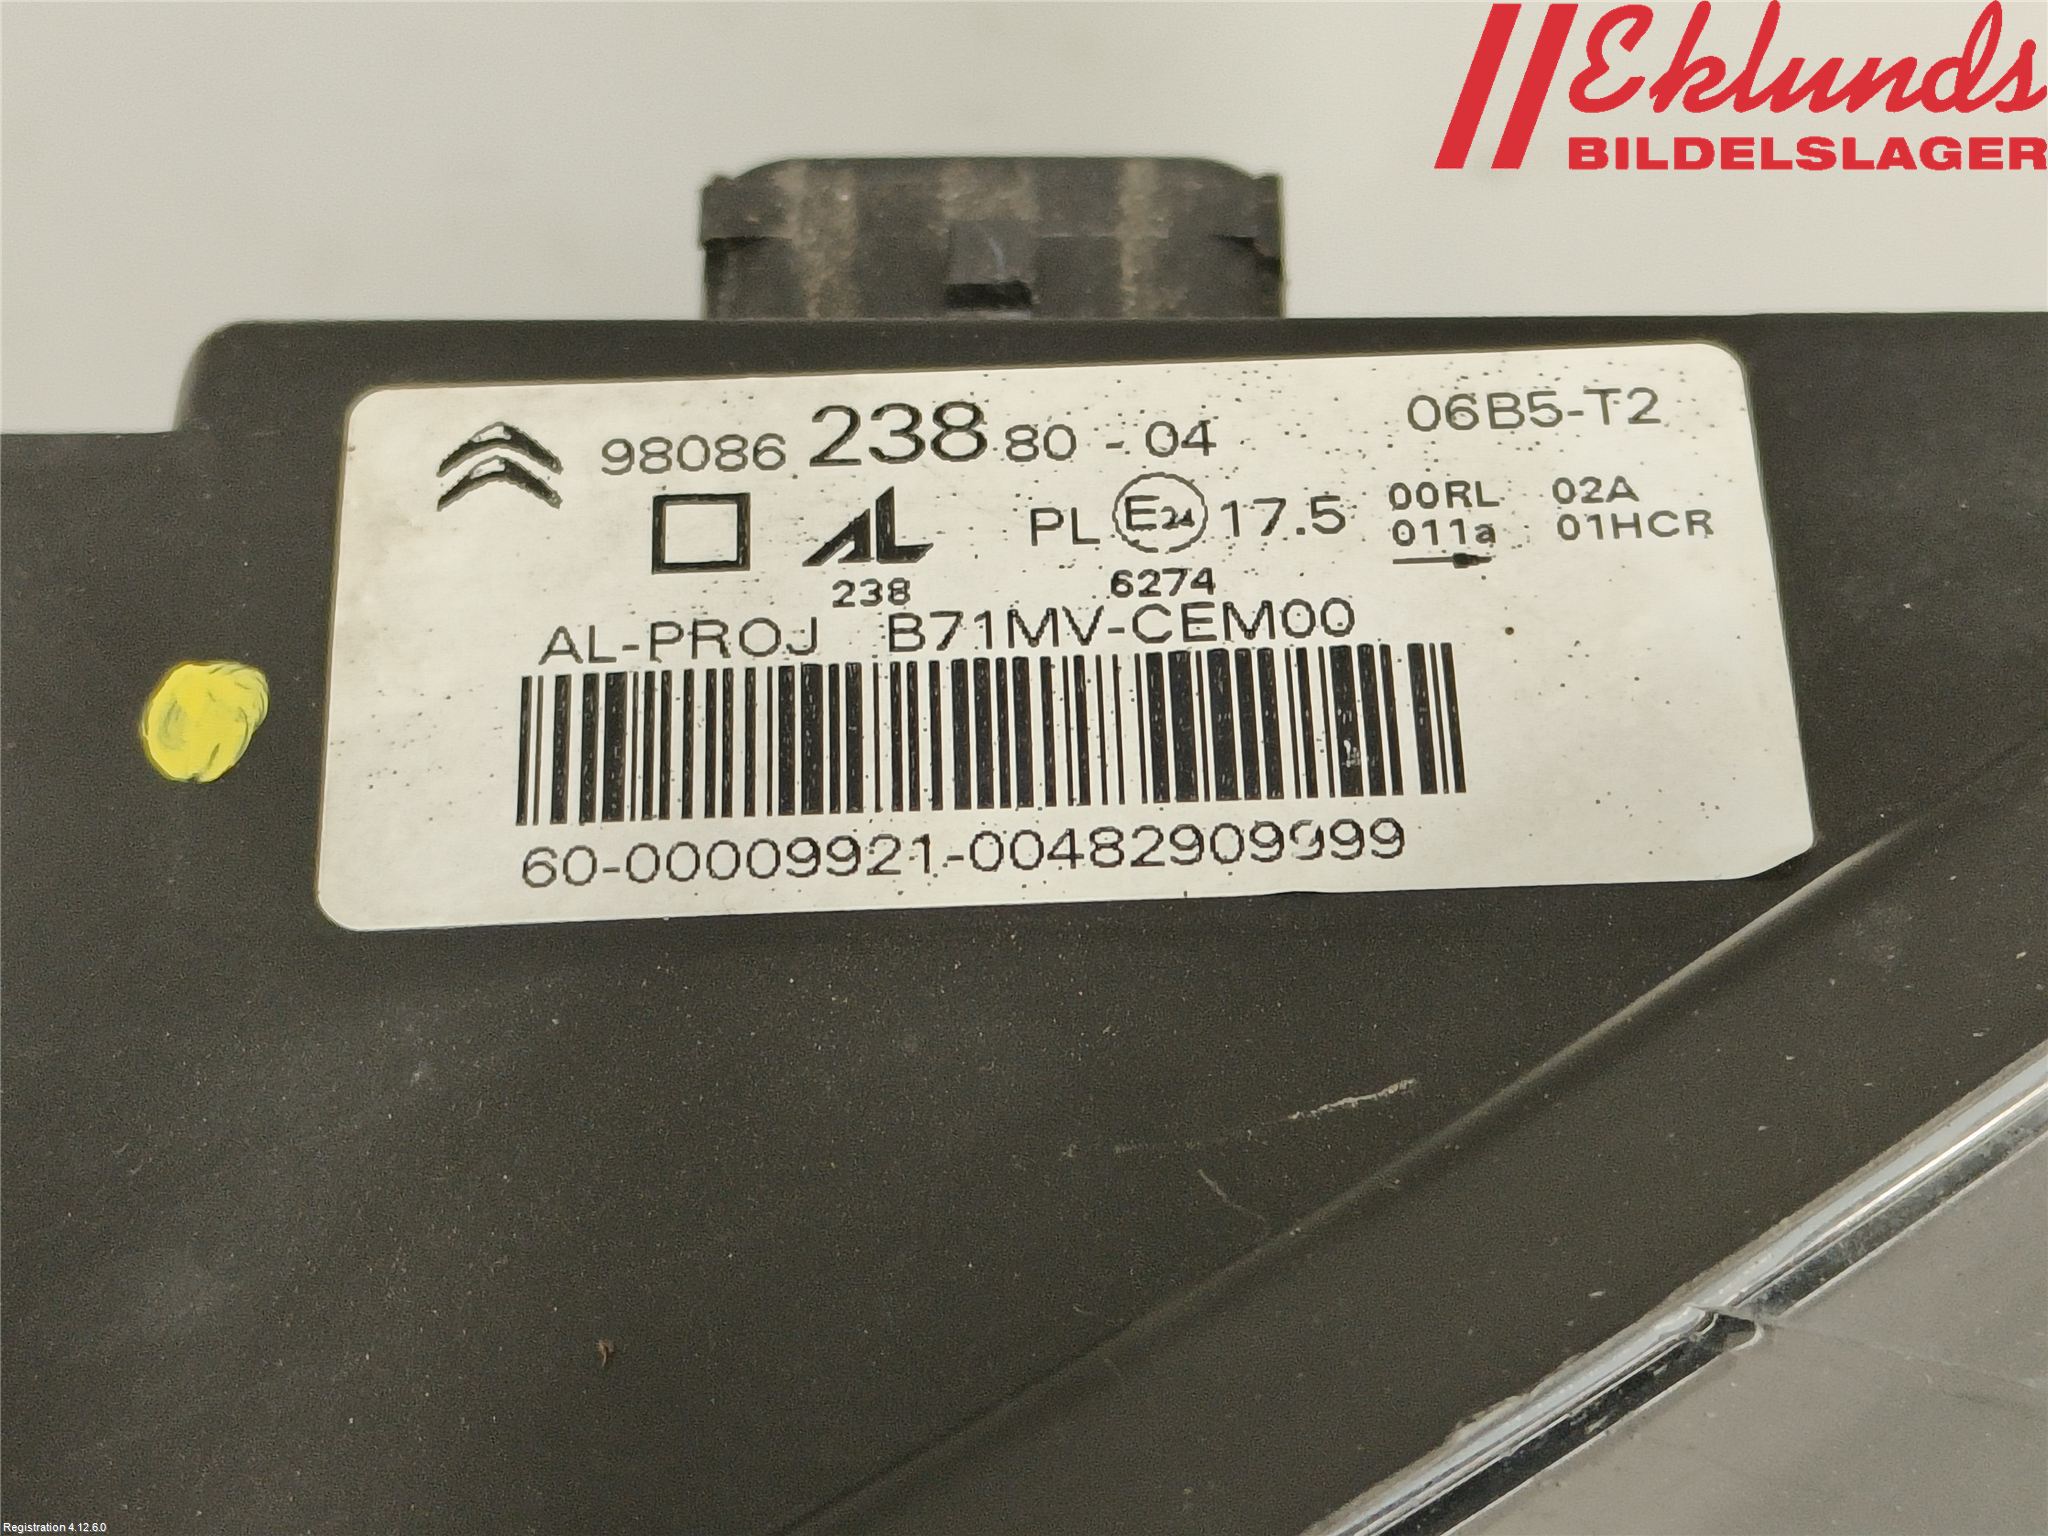 Eklunds
BILDELSLAGER
98086 238 80 - 04 06B5-T2
AL PL E24 17.5 00RL 02A
011a 01HCR
238 6274
AL-PROJ B71MV-CEM00
60-00009921-00482909999
Registration 4.12.6.0